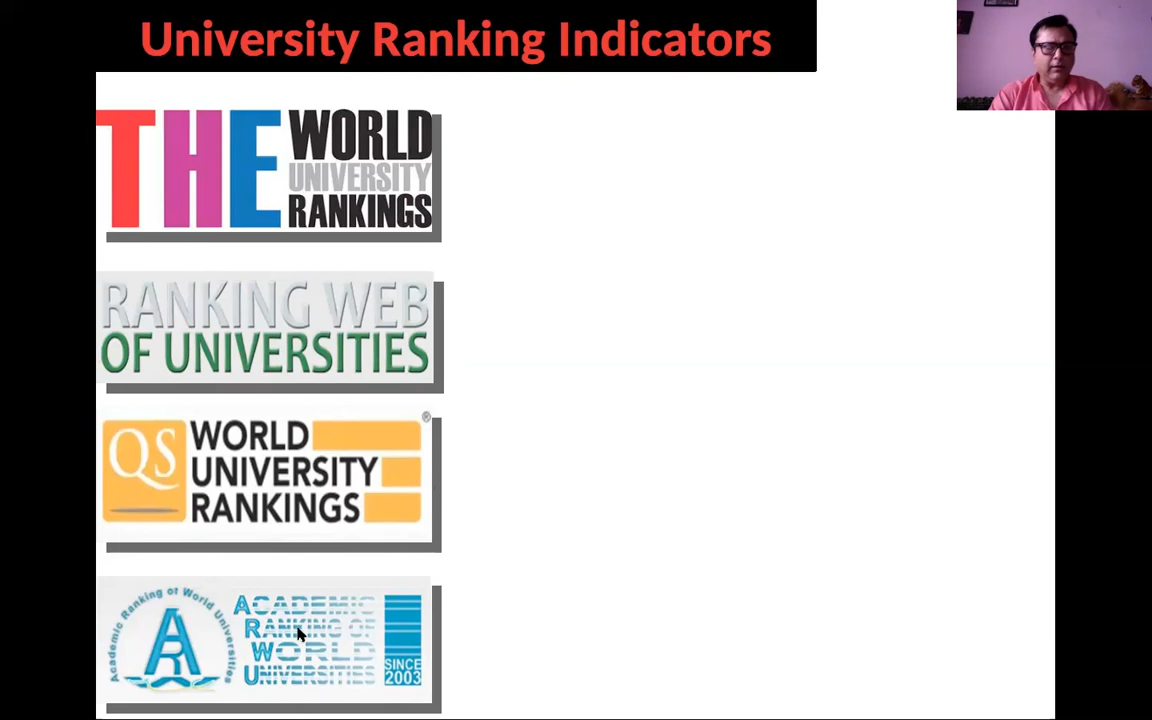 University Ranking Indicators
THE WORLD
UNIVERSITY
RANKINGS
RANKING WEB
OF UNIVERSITIES
QS WORLD ®
UNIVERSITY
RANKINGS
Academic Ranking of World Universities
ACADEMIC
RANKING OF
WORLD
UNIVERSITIES
SINCE
2003